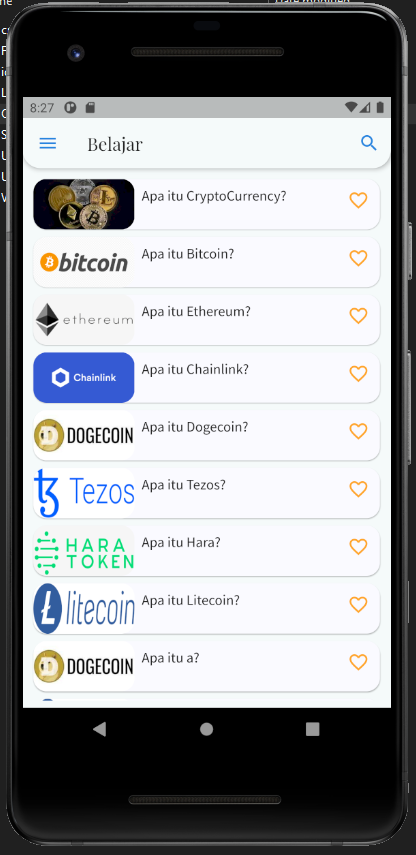 8:27
Belajar
Apa itu CryptoCurrency?
bitcoin
Apa itu Bitcoin?
ethereum
Apa itu Ethereum?
Chainlink
Apa itu Chainlink?
DOGECOIN
Apa itu Dogecoin?
Tezos
Apa itu Tezos?
HARA
TOKEN
Apa itu Hara?
litecoin
Apa itu Litecoin?
DOGECOIN
Apa itu a?